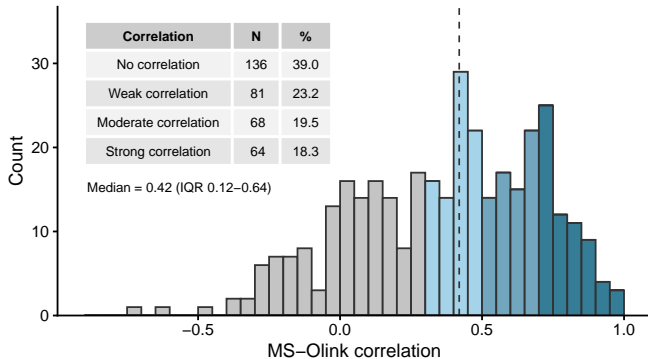 Correlation N %
No correlation 136 39.0
Weak correlation 81 23.2
Moderate correlation 68 19.5
Strong correlation 64 18.3
Median = 0.42 (IQR 0.12–0.64)
Count
30
20
10
0
−0.5 0.0 0.5 1.0
MS−Olink correlation